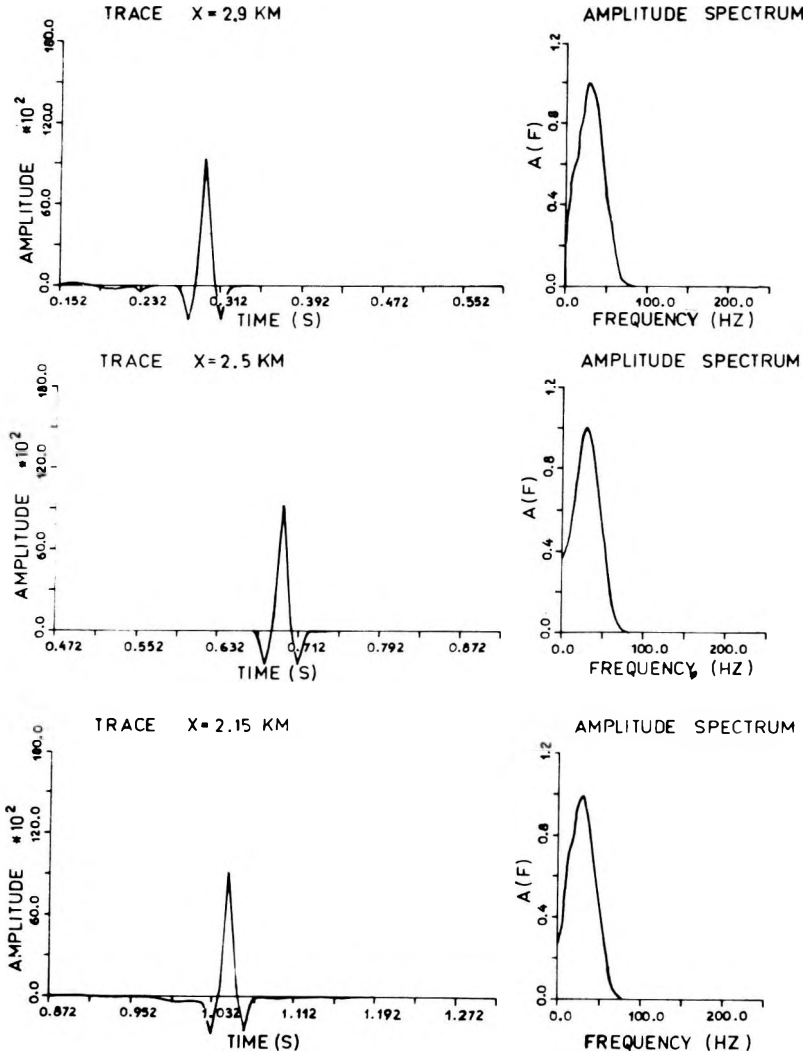 TRACE X= 2.9 KM
AMPLITUDE SPECTRUM
AMPLITUDE *10²
180.0
120.0
60.0
0.0
0.152 0.232 0.312 0.392 0.472 0.552
TIME (S)
A(F)
1.2
0.8
0.4
0.0
0.0 100.0 200.0
FREQUENCY (HZ)
TRACE X= 2.5 KM
AMPLITUDE SPECTRUM
AMPLITUDE *10²
180.0
120.0
60.0
0.0
0.472 0.552 0.632 0.712 0.792 0.872
TIME (S)
A(F)
1.2
0.8
0.4
0.0
0.0 100.0 200.0
FREQUENCY (HZ)
TRACE X= 2.15 KM
AMPLITUDE SPECTRUM
AMPLITUDE *10²
180.0
120.0
60.0
0.0
0.872 0.952 1.032 1.112 1.192 1.272
TIME (S)
A(F)
1.2
0.8
0.4
0.0
0.0 100.0 200.0
FREQUENCY (HZ)